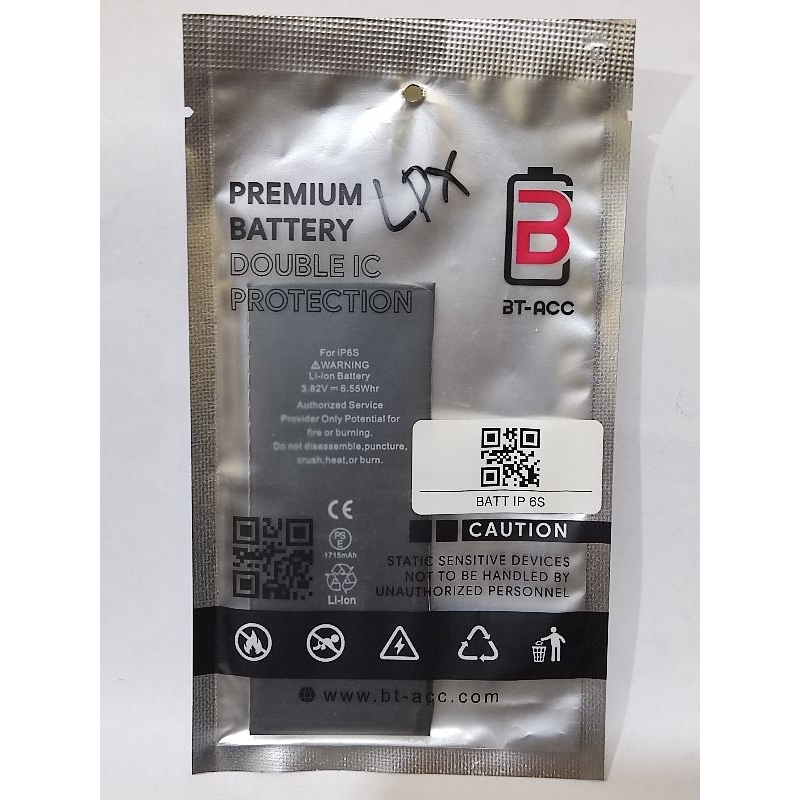 PREMIUM
BATTERY
DOUBLE IC
PROTECTION
LPX
B
BT-ACC
For iP6S
WARNING
Li-ion Battery
3.82V ⎓ 6.55Whr
Authorized Service
Provider Only Potential for
fire or burning.
Do not disassemble,puncture,
crush,heat,or burn.
CE
PS
E
1715mAh
Li-ion
BATT IP 6S
CAUTION
STATIC SENSITIVE DEVICES
NOT TO BE HANDLED BY
UNAUTHORIZED PERSONNEL
www.bt-acc.com